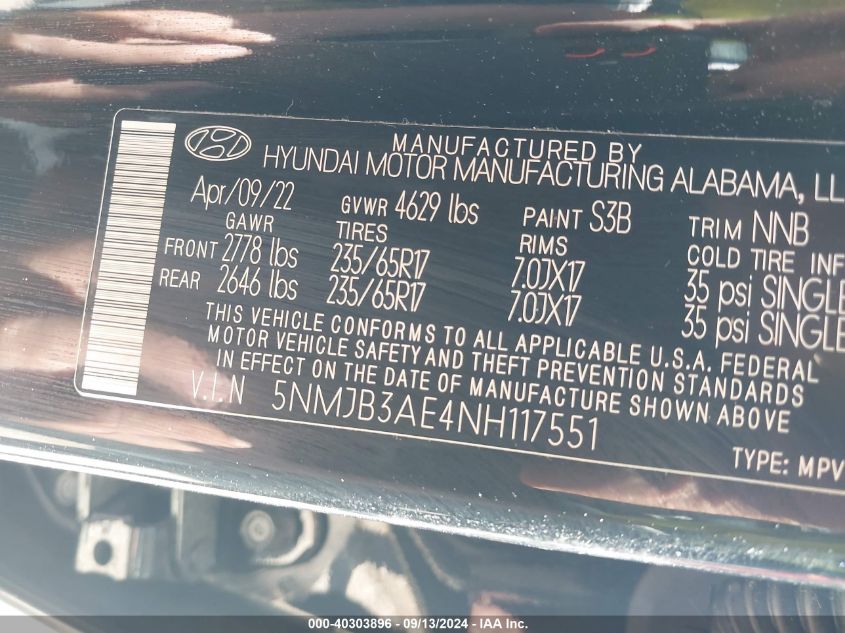 MANUFACTURED BY
HYUNDAI MOTOR MANUFACTURING ALABAMA, LL
Apr/09/22 GVWR 4629 lbs PAINT S3B TRIM NNB
GAWR TIRES RIMS COLD TIRE INF
FRONT 2778 lbs 235/65R17 7.0JX17 35 psi SINGLE
REAR 2646 lbs 235/65R17 7.0JX17 35 psi SINGLE
THIS VEHICLE CONFORMS TO ALL APPLICABLE U.S.A. FEDERAL
MOTOR VEHICLE SAFETY AND THEFT PREVENTION STANDARDS
IN EFFECT ON THE DATE OF MANUFACTURE SHOWN ABOVE
V.I.N 5NMJB3AE4NH117551
TYPE: MPV
000-40303896 - 09/13/2024 - IAA Inc.